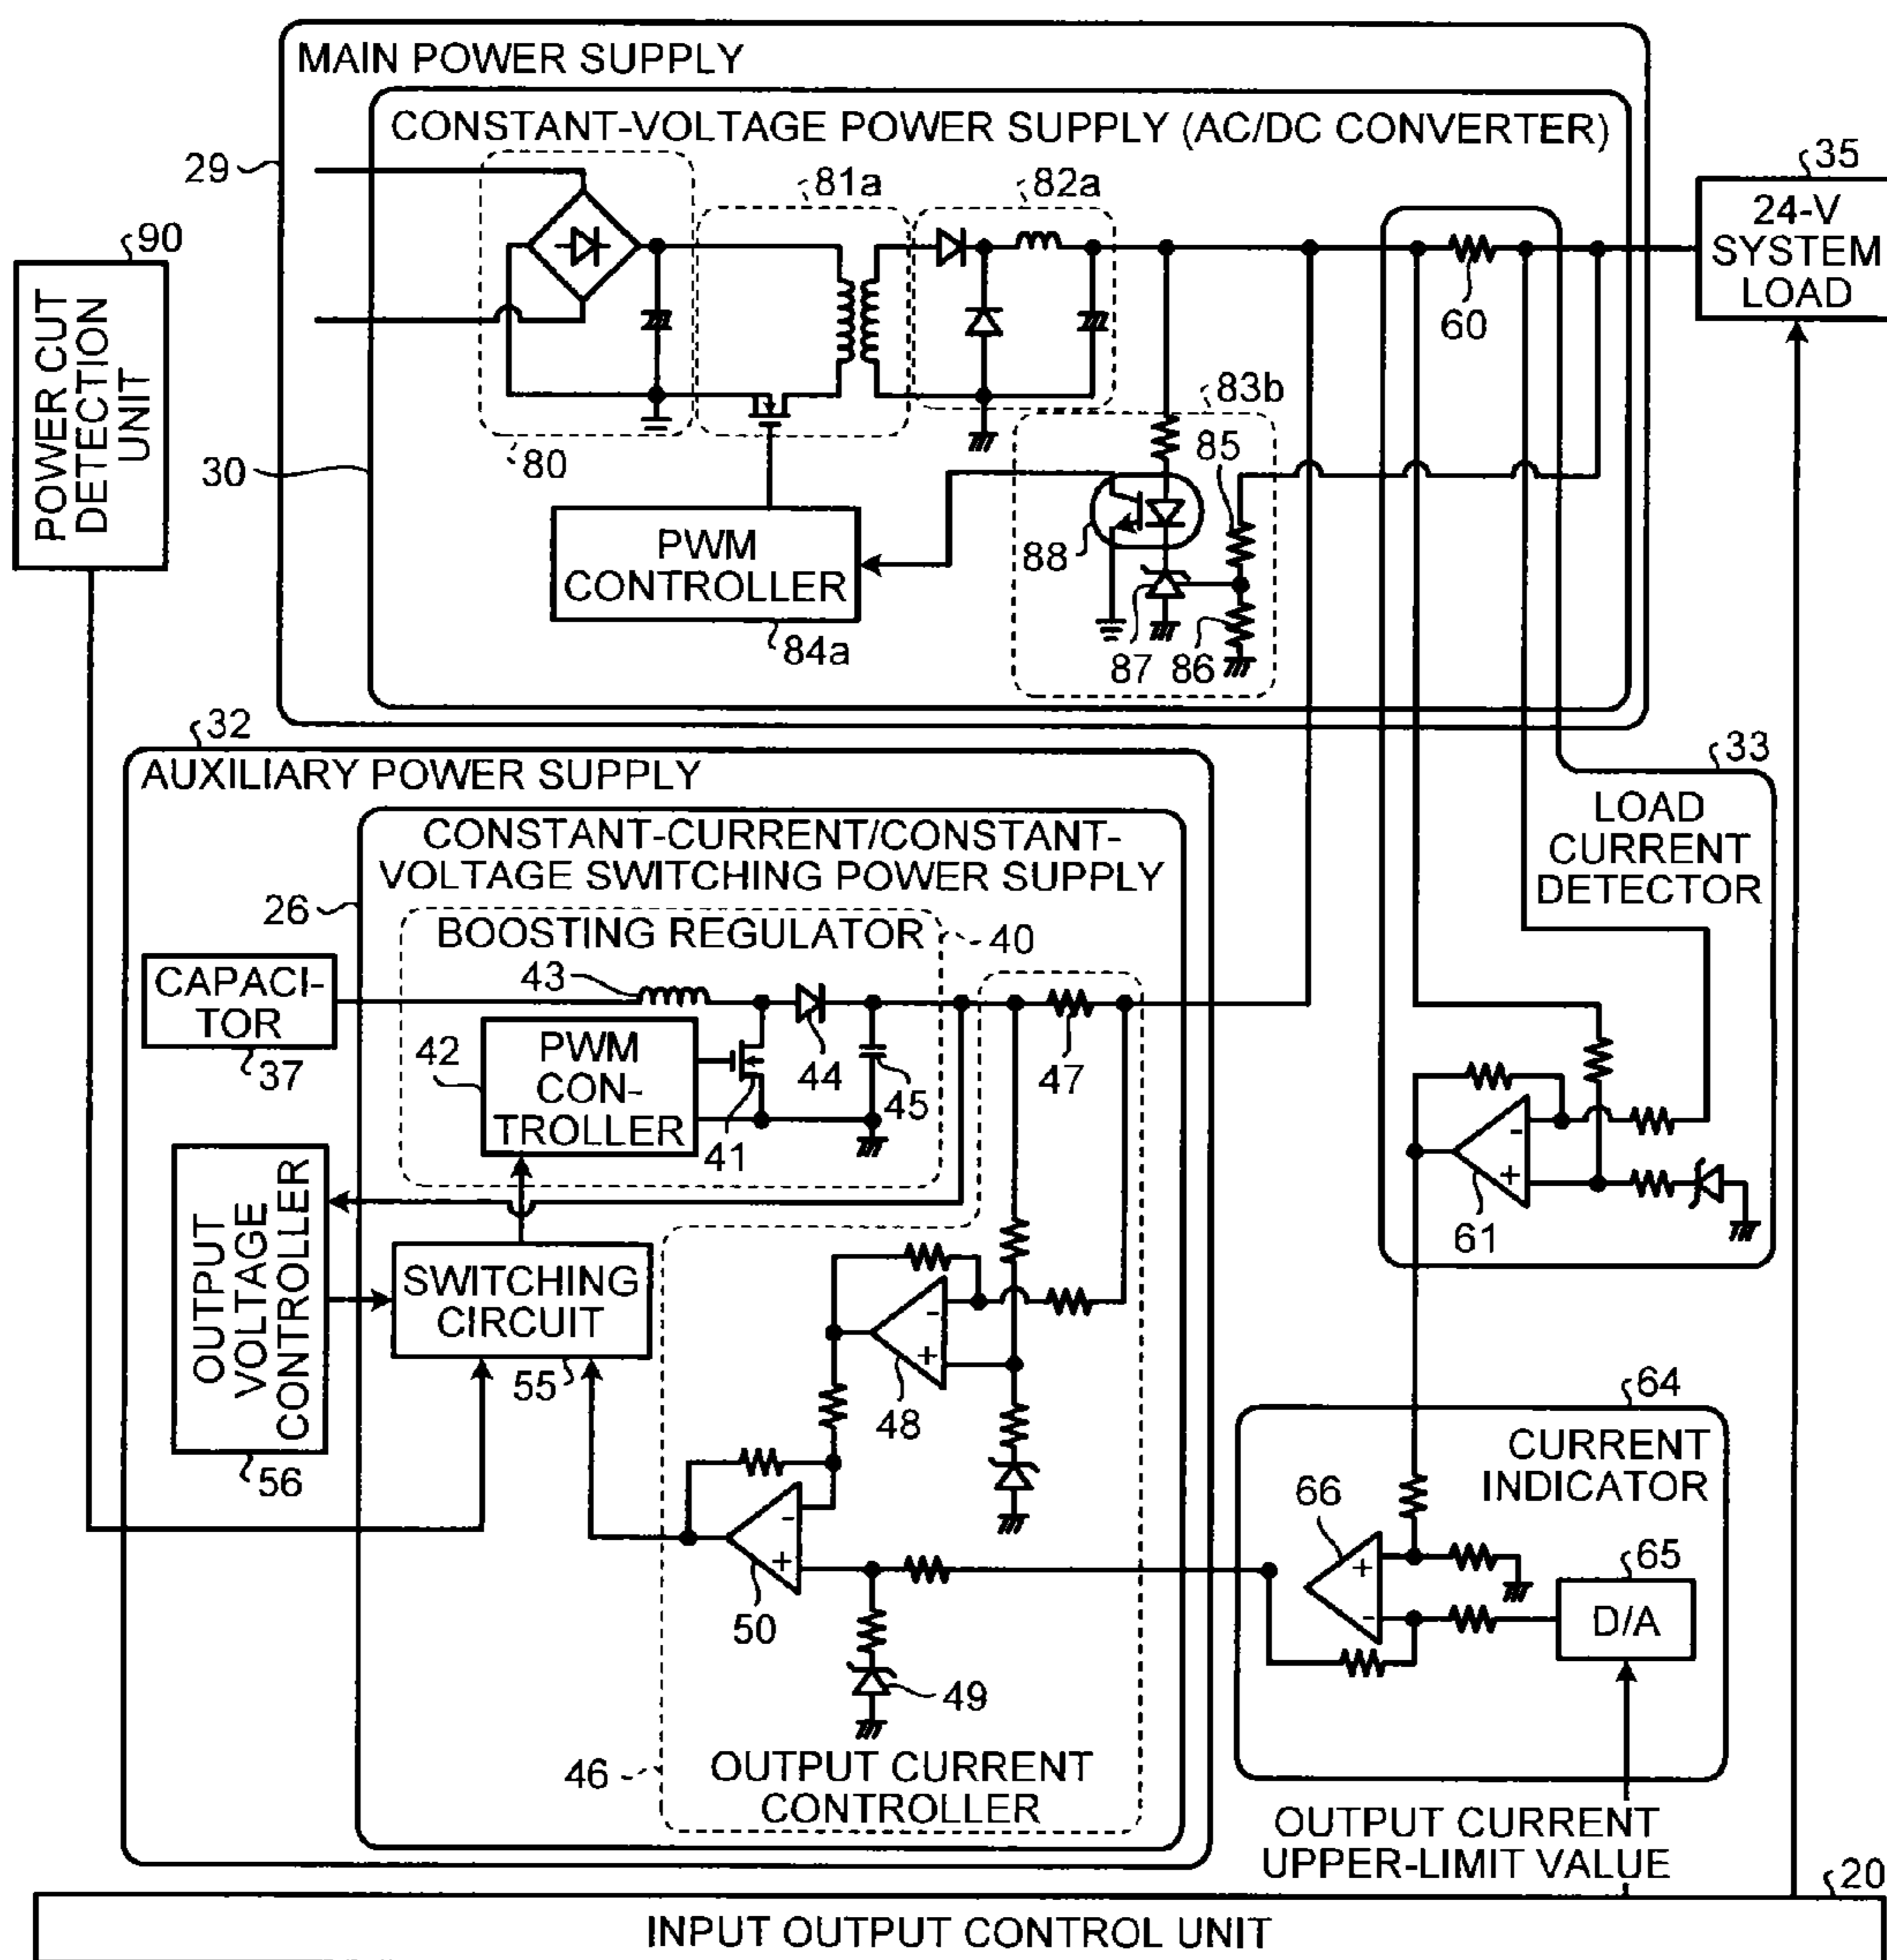 MAIN POWER SUPPLY
CONSTANT-VOLTAGE POWER SUPPLY (AC/DC CONVERTER)
29
30
80
81a
82a
83b
85
88
87
86
60
PWM
CONTROLLER
84a
35
24-V
SYSTEM
LOAD
90
POWER CUT
DETECTION
UNIT
32
AUXILIARY POWER SUPPLY
26
CONSTANT-CURRENT/CONSTANT-
VOLTAGE SWITCHING POWER SUPPLY
BOOSTING REGULATOR
40
43
CAPACI-
TOR
37
42
PWM
CON-
TROLLER
41
44
45
47
OUTPUT
VOLTAGE
CONTROLLER
56
SWITCHING
CIRCUIT
55
-
+
48
-
+
50
49
46
OUTPUT CURRENT
CONTROLLER
33
LOAD
CURRENT
DETECTOR
-
+
61
64
CURRENT
INDICATOR
66
+
-
65
D/A
OUTPUT CURRENT
UPPER-LIMIT VALUE
20
INPUT OUTPUT CONTROL UNIT